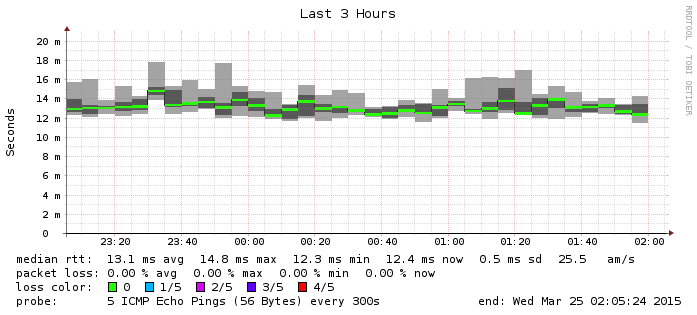 Last 3 Hours
RRDTOOL / TOBI OETIKER
Seconds
20 m
18 m
16 m
14 m
12 m
10 m
8 m
6 m
4 m
2 m
0
23:20 23:40 00:00 00:20 00:40 01:00 01:20 01:40 02:00
median rtt: 13.1 ms avg 14.8 ms max 12.3 ms min 12.4 ms now 0.5 ms sd 25.5 am/s
packet loss: 0.00 % avg 0.00 % max 0.00 % min 0.00 % now
loss color: 0 1/5 2/5 3/5 4/5
probe: 5 ICMP Echo Pings (56 Bytes) every 300s end: Wed Mar 25 02:05:24 2015